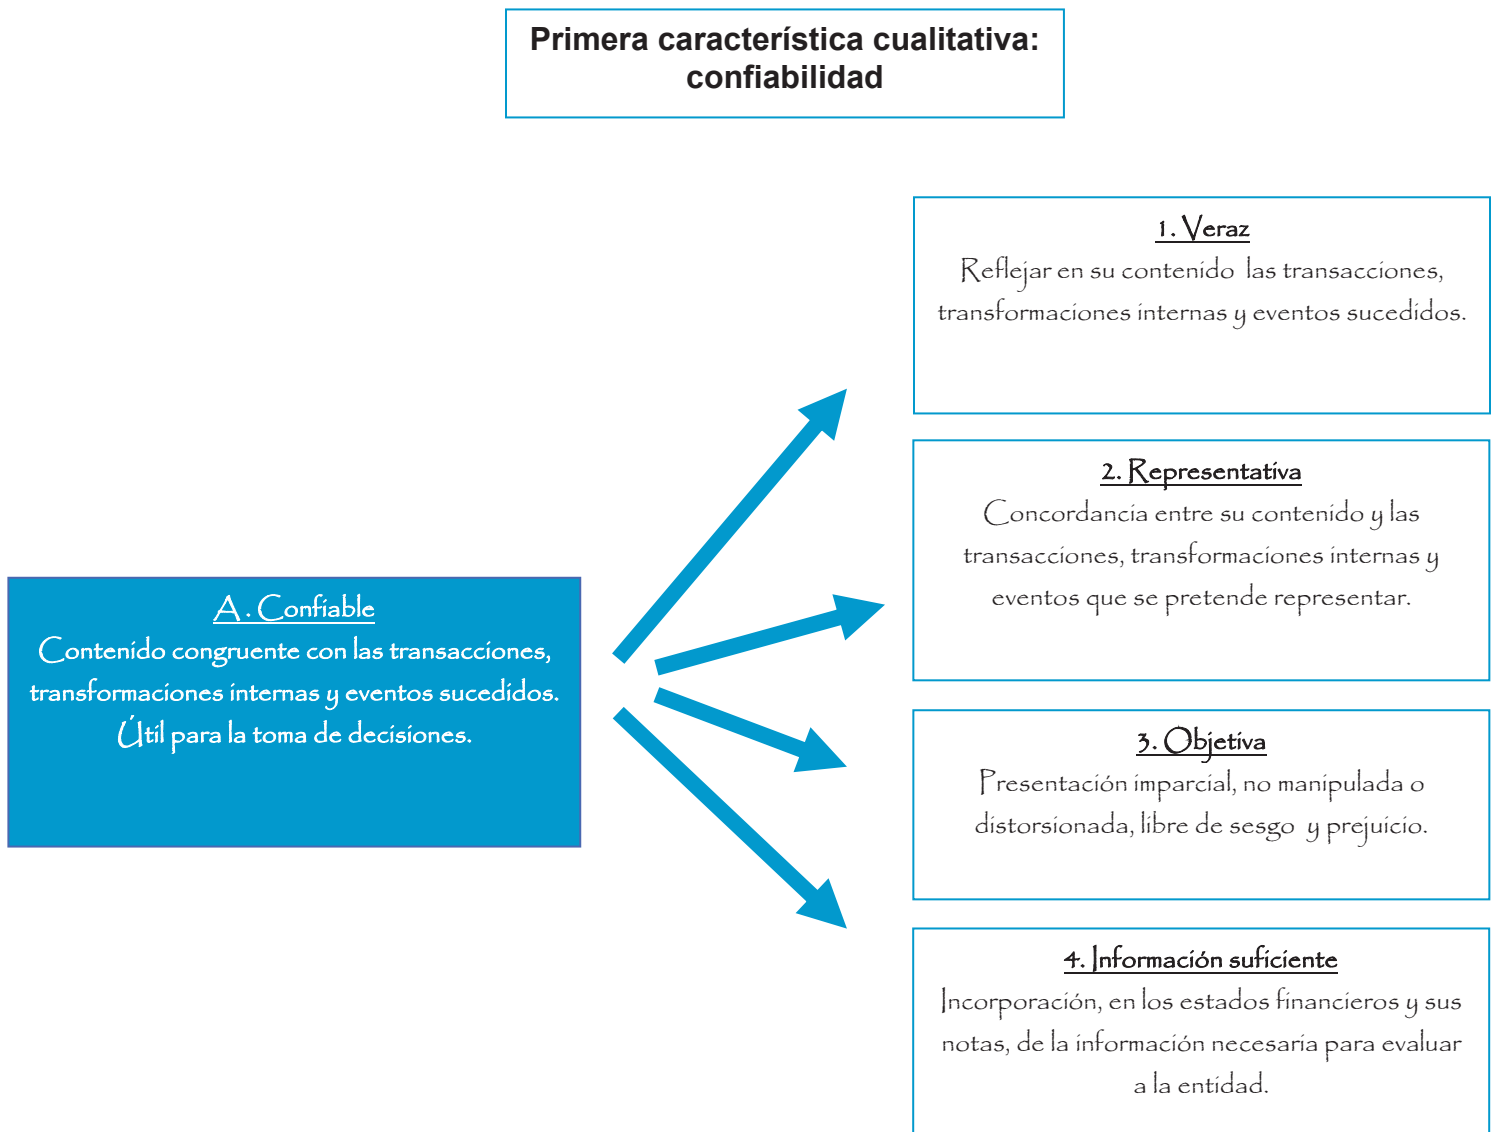 Primera característica cualitativa:
confiabilidad
A . Confiable
Contenido congruente con las transacciones,
transformaciones internas y eventos sucedidos.
Útil para la toma de decisiones.
1. Veraz
Reflejar en su contenido las transacciones,
transformaciones internas y eventos sucedidos.
2. Representativa
Concordancia entre su contenido y las
transacciones, transformaciones internas y
eventos que se pretende representar.
3. Objetiva
Presentación imparcial, no manipulada o
distorsionada, libre de sesgo y prejuicio.
4. Información suficiente
Incorporación, en los estados financieros y sus
notas, de la información necesaria para evaluar
a la entidad.